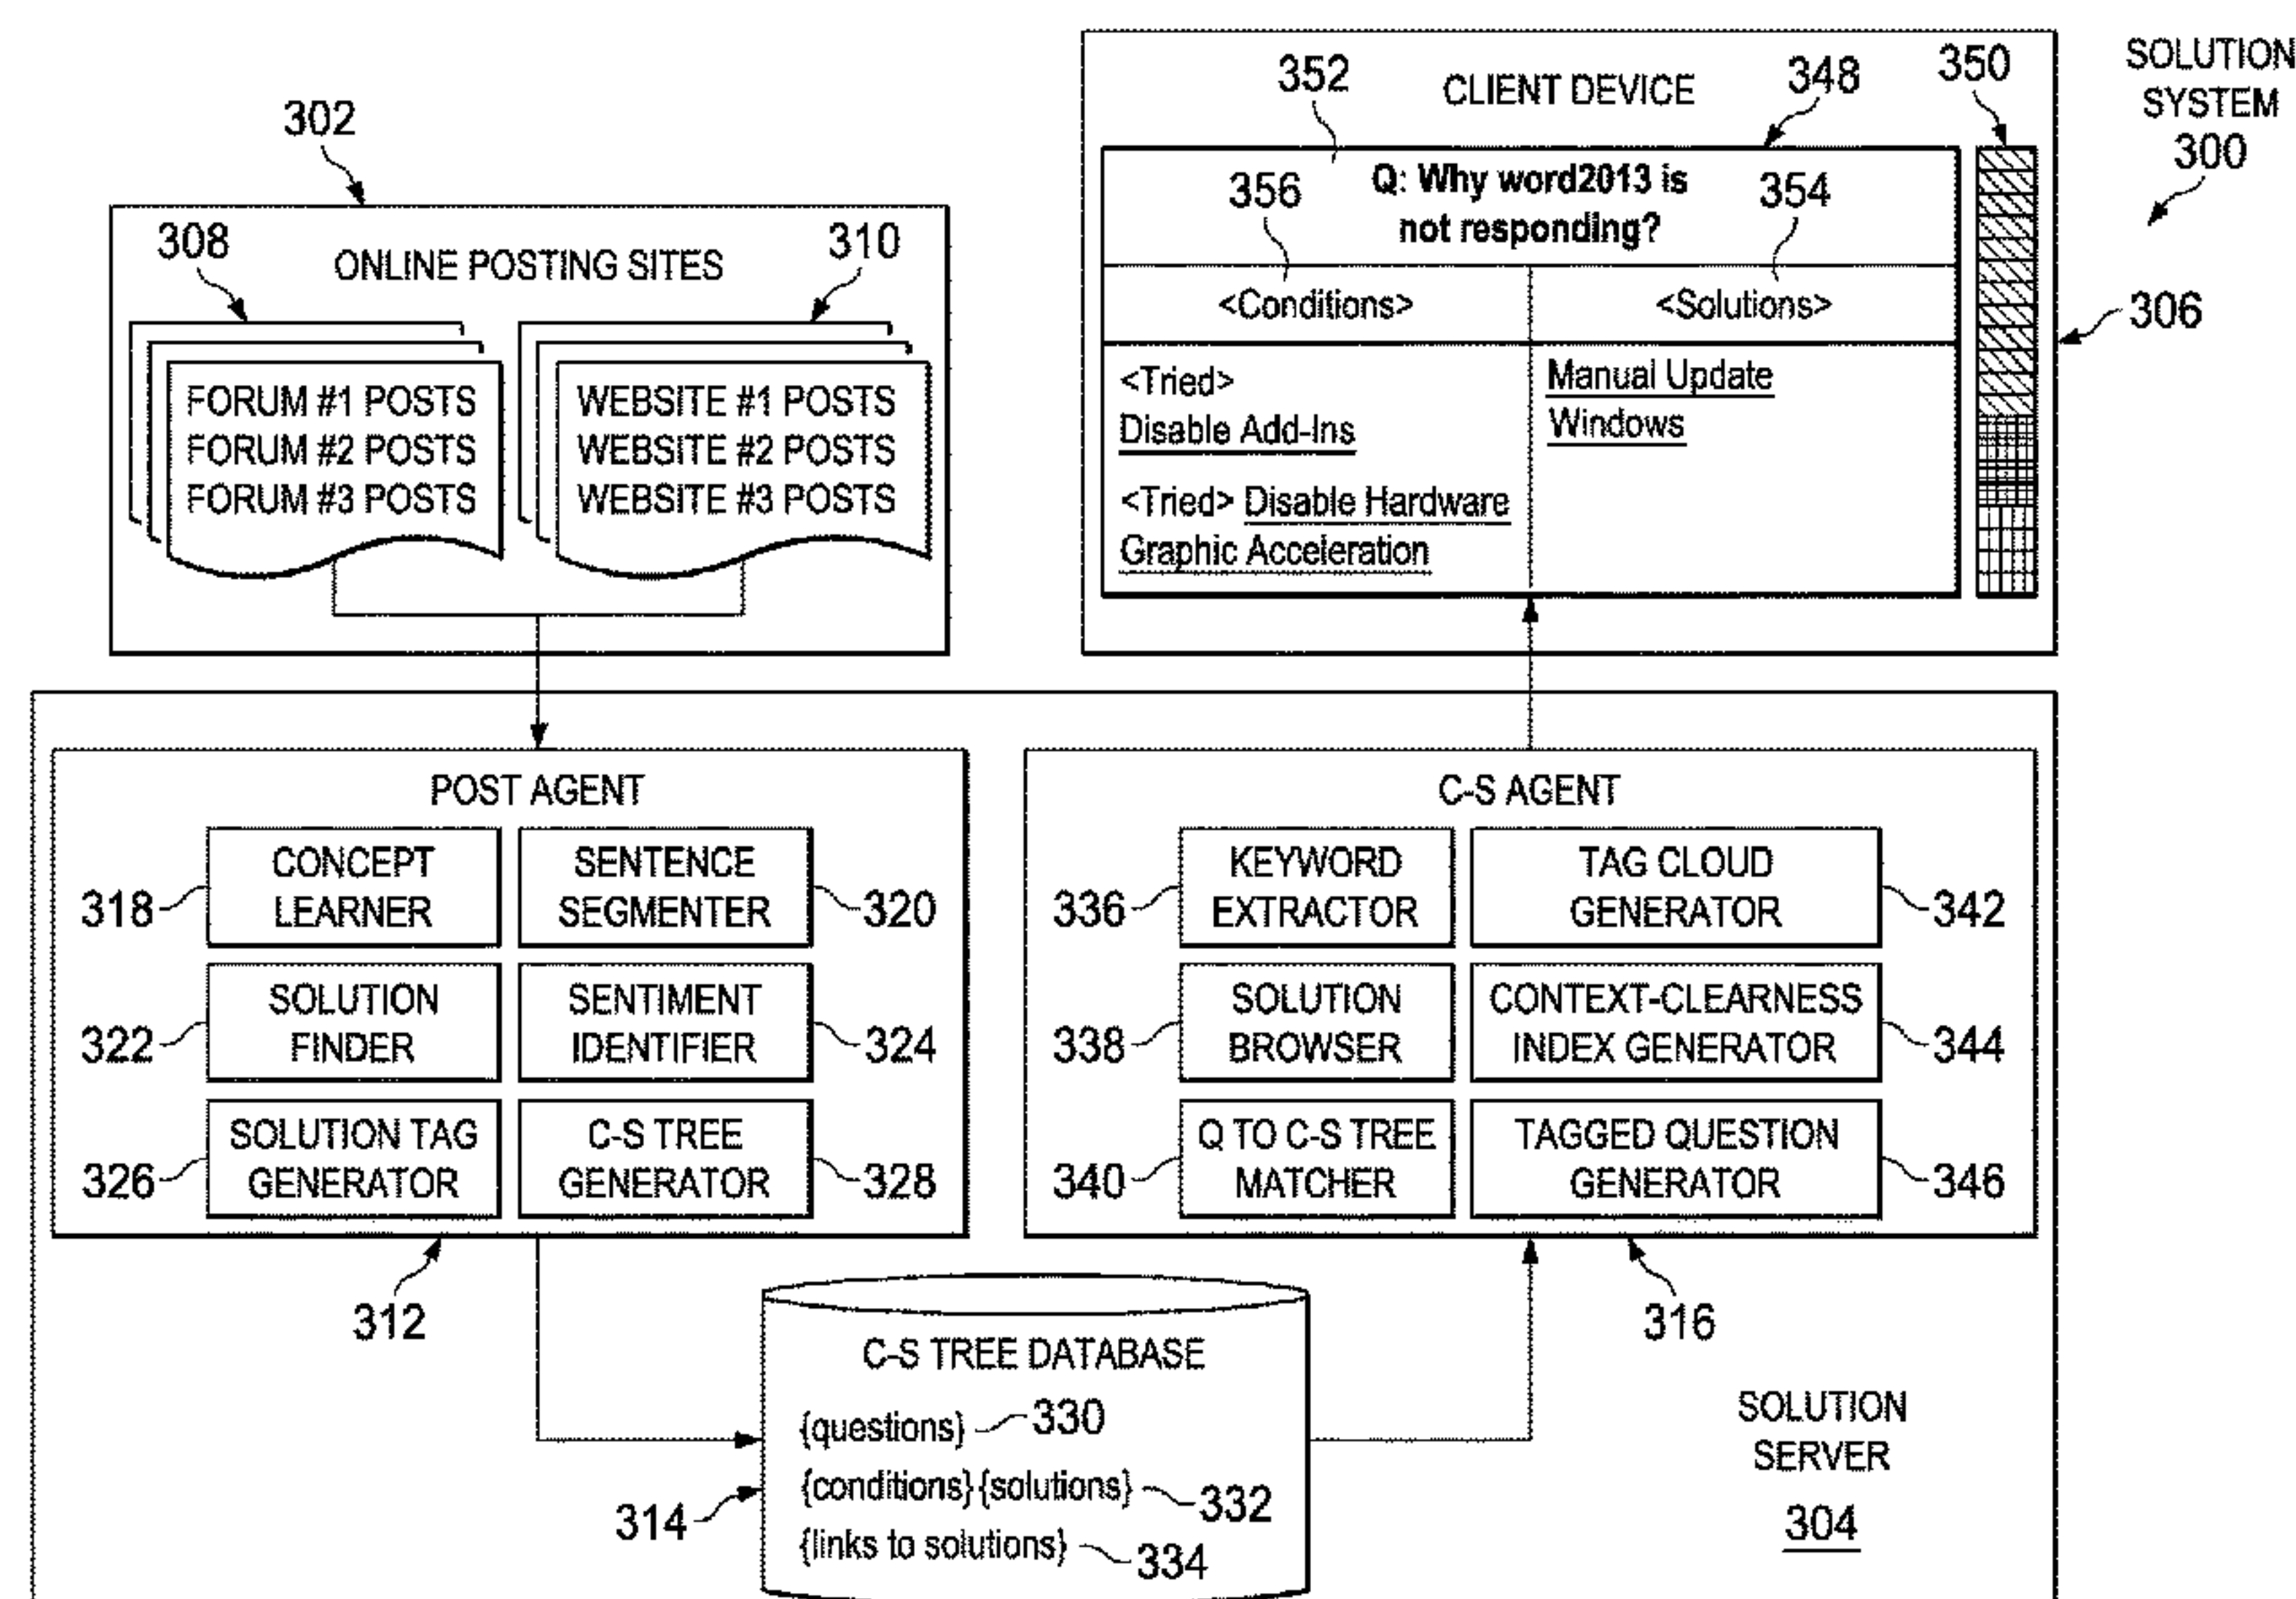 SOLUTION
SYSTEM
300
302
308
310
ONLINE POSTING SITES
FORUM #1 POSTS
FORUM #2 POSTS
FORUM #3 POSTS
WEBSITE #1 POSTS
WEBSITE #2 POSTS
WEBSITE #3 POSTS
352
CLIENT DEVICE
348
350
356
Q: Why word2013 is
not responding?
354
306
<Conditions>
<Solutions>
<Tried>
Disable Add-Ins
<Tried> Disable Hardware
Graphic Acceleration
Manual Update
Windows
POST AGENT
318
CONCEPT
LEARNER
SENTENCE
SEGMENTER
320
322
SOLUTION
FINDER
SENTIMENT
IDENTIFIER
324
326
SOLUTION TAG
GENERATOR
C-S TREE
GENERATOR
328
312
C-S AGENT
336
KEYWORD
EXTRACTOR
TAG CLOUD
GENERATOR
342
338
SOLUTION
BROWSER
CONTEXT-CLEARNESS
INDEX GENERATOR
344
340
Q TO C-S TREE
MATCHER
TAGGED QUESTION
GENERATOR
346
316
C-S TREE DATABASE
{questions} 330
{conditions} {solutions} 332
{links to solutions} 334
314
SOLUTION
SERVER
304